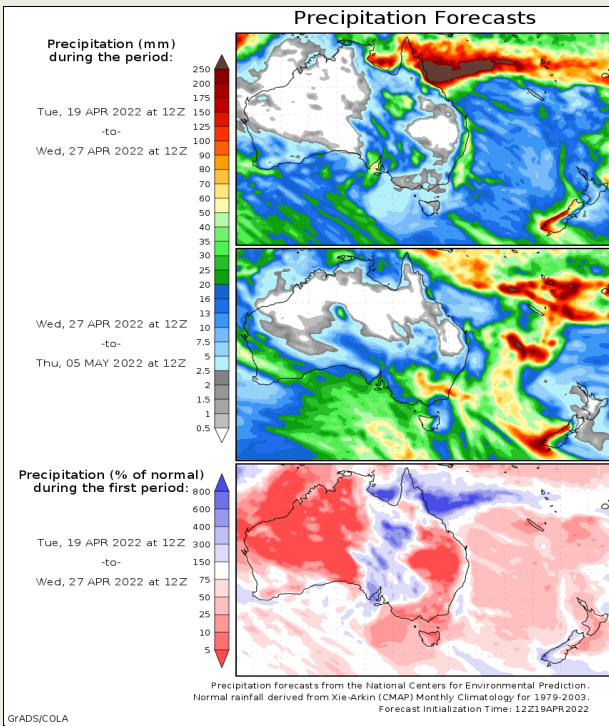 Precipitation Forecasts
Precipitation (mm)
during the period:
Tue, 19 APR 2022 at 12Z
-to-
Wed, 27 APR 2022 at 12Z
250
200
175
150
125
100
90
80
70
60
50
40
35
30
25
20
16
13
10
7.5
5
2.5
2
1.5
1
0.5
Wed, 27 APR 2022 at 12Z
-to-
Thu, 05 MAY 2022 at 12Z
Precipitation (% of normal)
during the first period:
Tue, 19 APR 2022 at 12Z
-to-
Wed, 27 APR 2022 at 12Z
800
600
400
300
150
75
50
25
10
5
Precipitation forecasts from the National Centers for Environmental Prediction.
Normal rainfall derived from Xie-Arkin (CMAP) Monthly Climatology for 1979-2003.
Forecast Initialization Time: 12Z19APR2022
GrADS/COLA